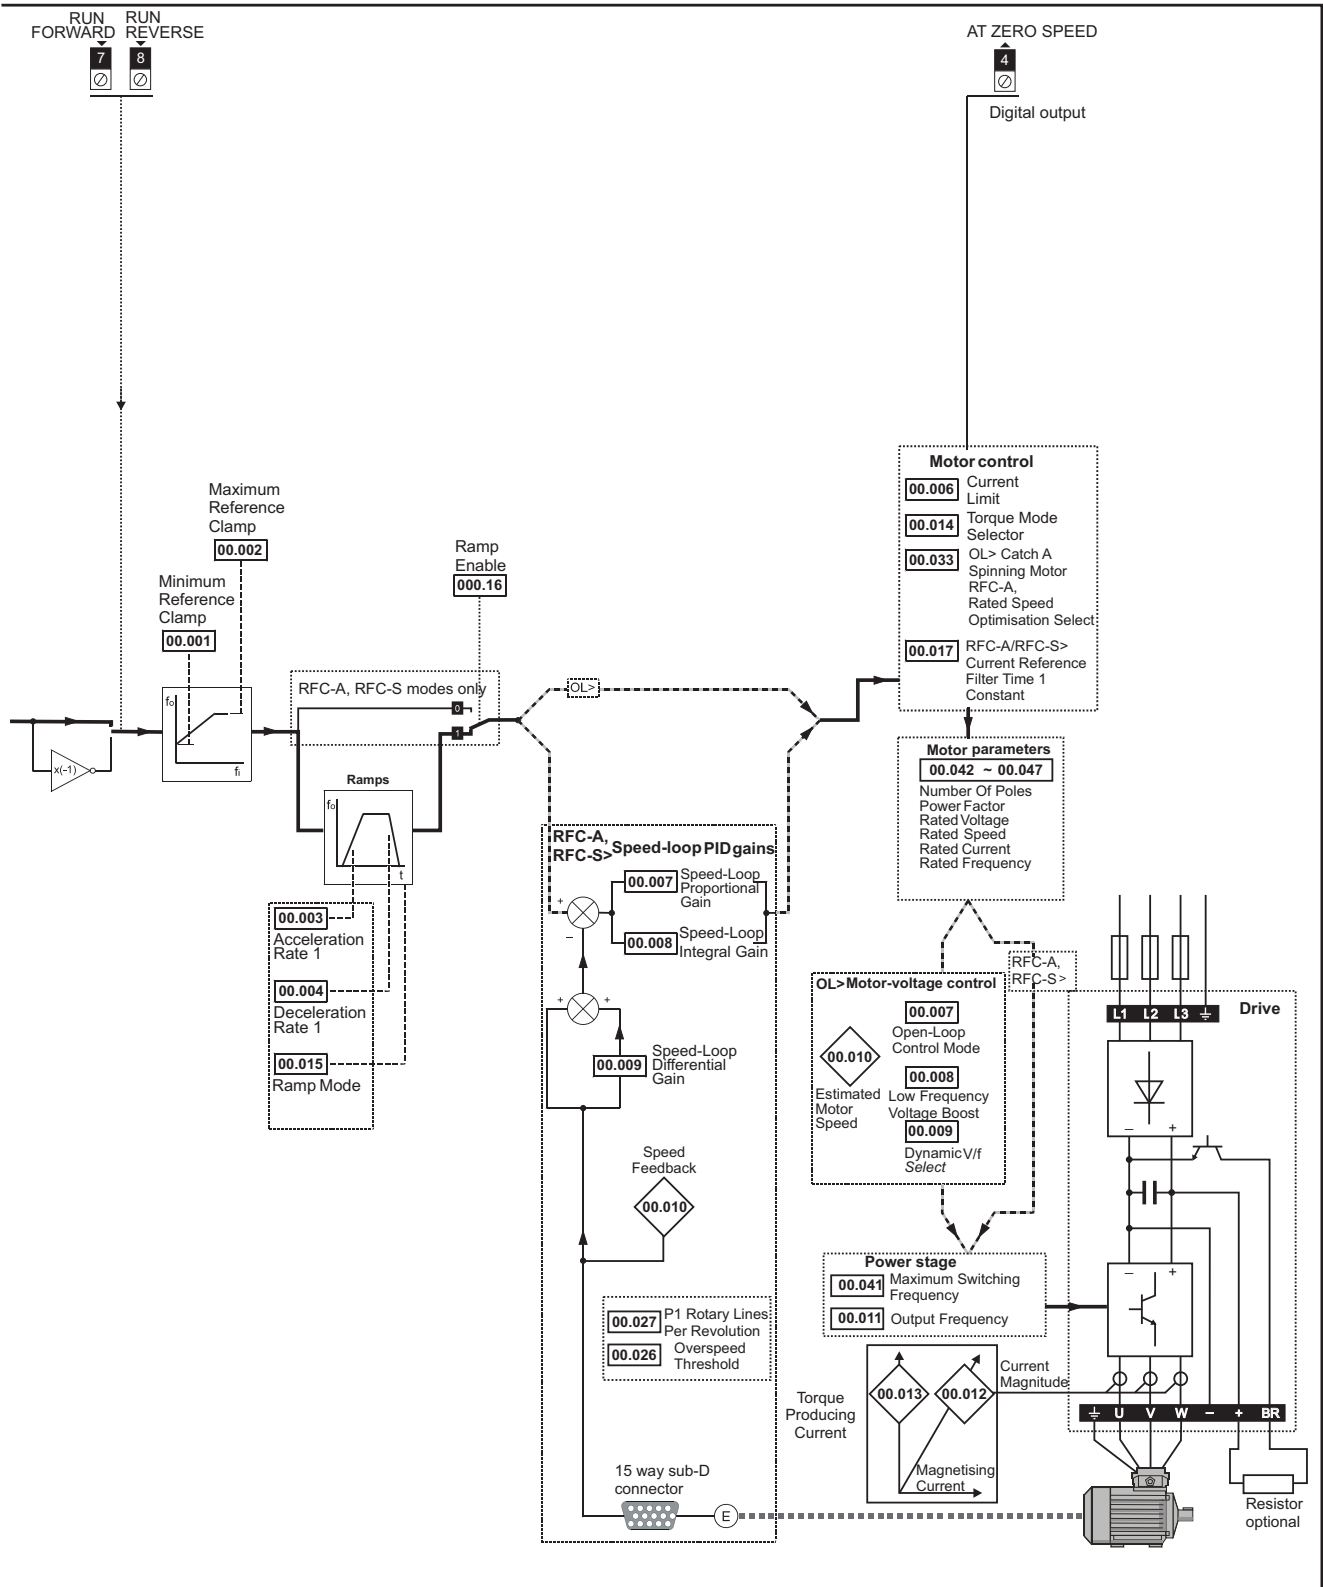 RUN
FORWARD
RUN
REVERSE
7
8
AT ZERO SPEED
4
Digital output
Motor control
00.006
Current
Limit
00.014
Torque Mode
Selector
00.033
OL> Catch A
Spinning Motor
RFC-A,
Rated Speed
Optimisation Select
00.017
RFC-A/RFC-S>
Current Reference
Filter Time 1
Constant
Maximum
Reference
Clamp
00.002
Minimum
Reference
Clamp
00.001
Ramp
Enable
000.16
RFC-A, RFC-S modes only
0
1
OL>
x(-1)
fo
fi
Ramps
fo
t
00.003
Acceleration
Rate 1
00.004
Deceleration
Rate 1
00.015
Ramp Mode
Motor parameters
00.042 ~ 00.047
Number Of Poles
Power Factor
Rated Voltage
Rated Speed
Rated Current
Rated Frequency
RFC-A,
RFC-S>
Speed-loop PID gains
00.007
Speed-Loop
Proportional
Gain
00.008
Speed-Loop
Integral Gain
+
–
+
+
00.009
Speed-Loop
Differential
Gain
Speed
Feedback
00.010
00.027
P1 Rotary Lines
Per Revolution
00.026
Overspeed
Threshold
15 way sub-D
connector
E
RFC-A,
RFC-S>
OL> Motor-voltage control
00.010
Estimated
Motor
Speed
00.007
Open-Loop
Control Mode
00.008
Low Frequency
Voltage Boost
00.009
Dynamic V/f
Select
Power stage
00.041
Maximum Switching
Frequency
00.011
Output Frequency
Torque
Producing
Current
00.013
00.012
Current
Magnitude
Magnetising
Current
L1 L2 L3
Drive
– +
– +
U V W – + BR
Resistor
optional